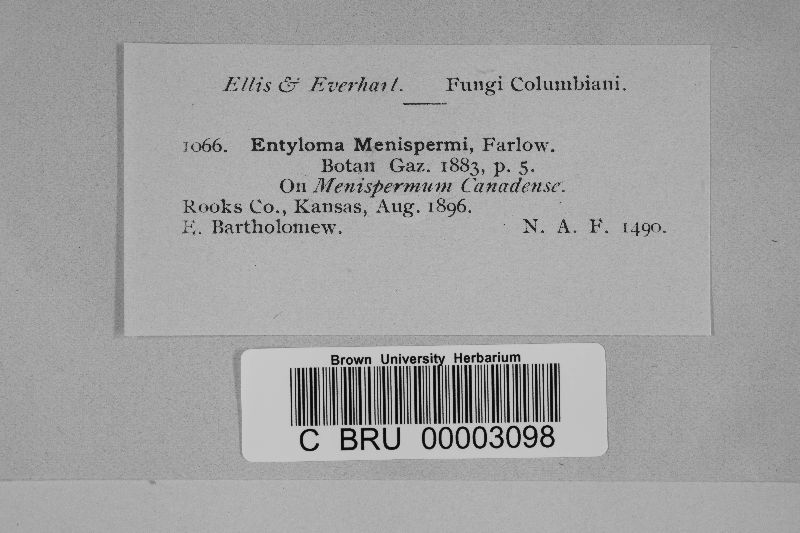 Ellis & Everhart. Fungi Columbiani.
1066. Entyloma Menispermi, Farlow.
Botan Gaz. 1883, p. 5.
On Menispermum Canadense.
Rooks Co., Kansas, Aug. 1896.
E. Bartholomew. N. A. F. 1490.
Brown University Herbarium
C BRU 00003098